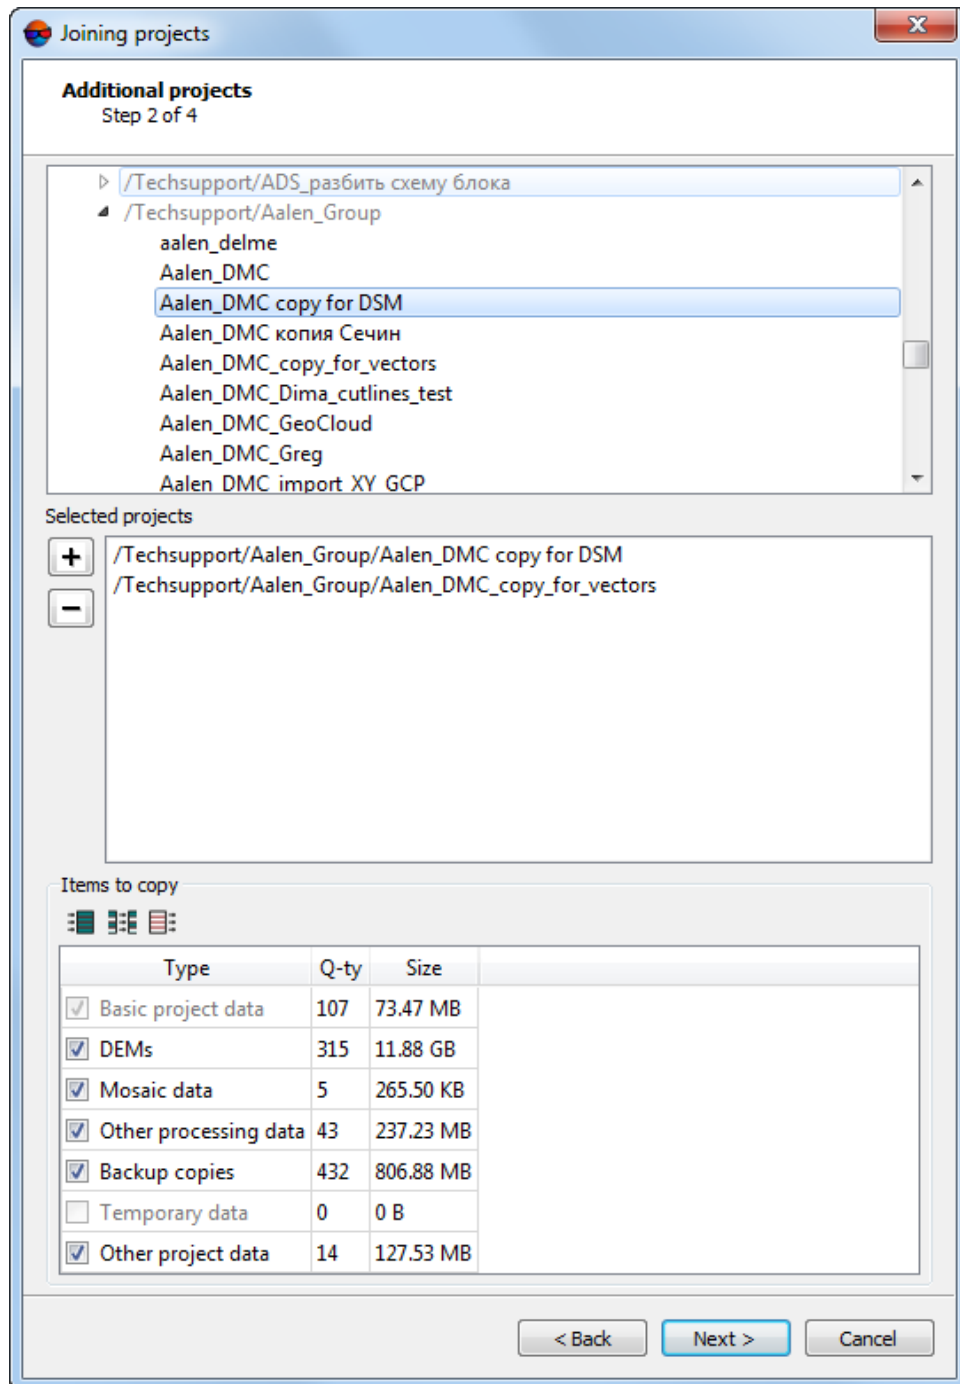 Joining projects
Additional projects
Step 2 of 4
/Techsupport/ADS_разбить схему блока
/Techsupport/Aalen_Group
aalen_delme
Aalen_DMC
Aalen_DMC copy for DSM
Aalen_DMC копия Сечин
Aalen_DMC_copy_for_vectors
Aalen_DMC_Dima_cutlines_test
Aalen_DMC_GeoCloud
Aalen_DMC_Greg
Aalen_DMC_import_XY_GCP
Selected projects
/Techsupport/Aalen_Group/Aalen_DMC copy for DSM
/Techsupport/Aalen_Group/Aalen_DMC_copy_for_vectors
Items to copy
Type Q-ty Size
Basic project data 107 73.47 MB
DEMs 315 11.88 GB
Mosaic data 5 265.50 KB
Other processing data 43 237.23 MB
Backup copies 432 806.88 MB
Temporary data 0 0 B
Other project data 14 127.53 MB
< Back Next > Cancel